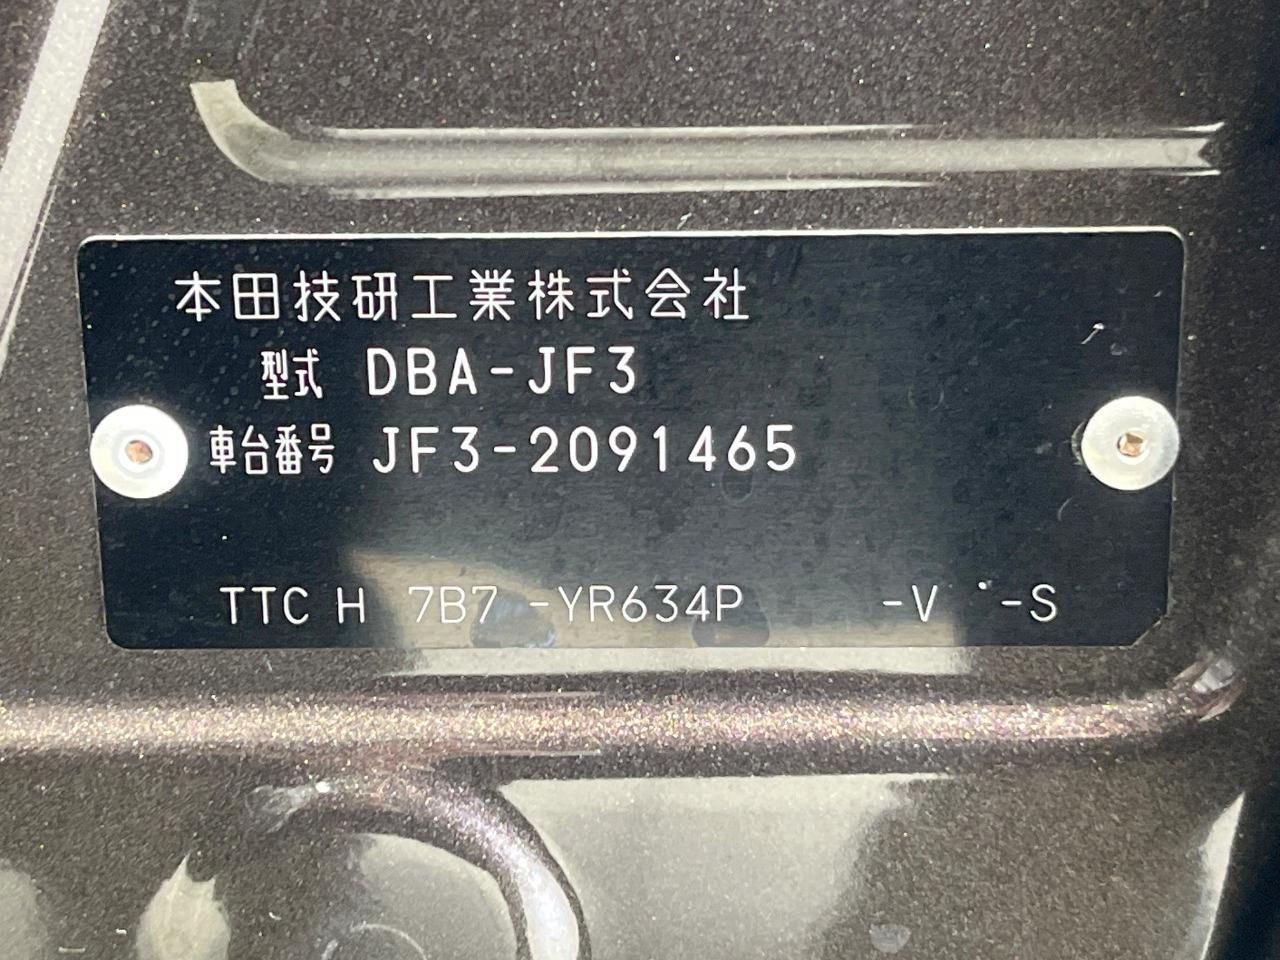 本田技研工業株式会社
型式 DBA-JF3
車台番号 JF3-2091465
TTC H 7B7 -YR634P -V -S